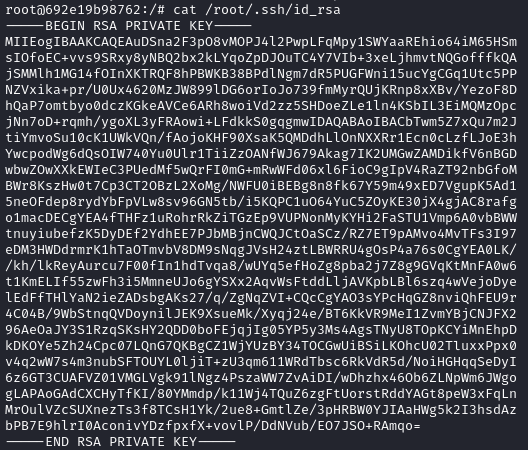 root@692e19b98762:/# cat /root/.ssh/id_rsa
-----BEGIN RSA PRIVATE KEY-----
MIIEogIBAAKCAQEAuDSna2F3pO8vMOPJ4l2PwpLFqMpy1SWYaaREhio64iM65HSm
sIOfoEC+vvs9SRxy8yNBQ2bx2kLYqoZpDJOuTC4Y7VIb+3xeLjhmvtNQGofffkQA
jSMMlh1MG14fOInXKTRQF8hPBWKB38BPdlNgm7dR5PUGFWni15ucYgCGq1Utc5PP
NZVxika+pr/U0Ux4620MzJW899lDG6orIoJo739fmMyrQUjKRnp8xXBv/YezoF8D
hQaP7omtbyo0dczCKGkeAVCe6ARh8woiVd2zz5SHDoeZLe1ln4KSbIL3EiMQMzOpc
jNn7oD+rqmh/ygoXL3yFRAowi+LFdkkS0gqgmwIDAQABAoIBACbTwm5Z7xQu7m2J
tiYmvoSu10cK1UWkVQn/fAojoKHF90XsaK5QMDdhLlOnNXXRr1Ecn0cLzfLJoE3h
YwcpodWg6dQsOIW740Yu0Ulr1TiiZzOANfWJ679Akag7IK2UMGwZAMDikfV6nBGD
wbwZOwXXkEWIeC3PUedMf5wQrFI0mG+mRwWFd06xl6FioC9gIpV4RaZT92nbGfoM
BWr8KszHw0t7Cp3CT2OBzL2XoMg/NWFU0iBEBg8n8fk67Y59m49xED7VgupK5Ad1
5neOFdep8rydYbFpVLw8sv96GN5tb/i5KQPC1uO64YuC5ZOyKE30jX4gjAC8rafg
o1macDECgYEA4fTHFz1uRohrRkZiTGzEp9VUPNonMyKYHi2FaSTU1Vmp6A0vbBWW
tnuyiubefzK5DyDEf2YdhEE7PJbMBjnCWQJCtOaSCz/RZ7ET9pAMvo4MvTFs3I97
eDM3HWDdrmrK1hTaOTmvbV8DM9sNqgJVsH24ztLBWRRU4gOsP4a76s0CgYEA0LK/
/kh/lkReyAurcu7F00fIn1hdTvqa8/wUYq5efHoZg8pba2j7Z8g9GVqKtMnFA0w6
t1KmELIf55zwFh3i5MmneUJo6gYSXx2AqvWsFtddLljAVKpbLBl6szq4wVejoDye
lEdFfTHlYaN2ieZADsbgAKs27/q/ZgNqZVI+CQcCgYAO3sYPcHqGZ8nviQhFEU9r
4C04B/9WbStnqQVDoynilJEK9XsueMk/Xyqj24e/BT6KkVR9MeI1ZvmYBjCNJFX2
96AeOaJY3S1RzqSKsHY2QDD0boFEjqjIg05YP5y3Ms4AgsTNyU8TOpKCYiMnEhpD
kDKOYe5Zh24Cpc07LQnG7QKBgCZ1WjYUzBY34TOCGwUiBSiLKOhcU02TluxxPpx0
v4q2wW7s4m3nubSFTOUYL0ljiT+zU3qm611WRdTbsc6RkVdR5d/NoiHGHqqSeDyI
6z6GT3CUAFVZ01VMGLVgk91lNgz4PszaWW7ZvAiDI/wDhzhx46Ob6ZLNpWm6JWgo
gLAPAoGAdCXCHyTfKI/80YMmdp/k11Wj4TQuZ6zgFtUorstRddYAGt8peW3xFqLn
MrOulVZcSUXnezTs3f8TCsH1Yk/2ue8+GmtlZe/3pHRBW0YJIAaHWg5k2I3hsdAz
bPB7E9hlrI0AconivYDzfpxfX+vovlP/DdNVub/EO7JSO+RAmqo=
-----END RSA PRIVATE KEY-----